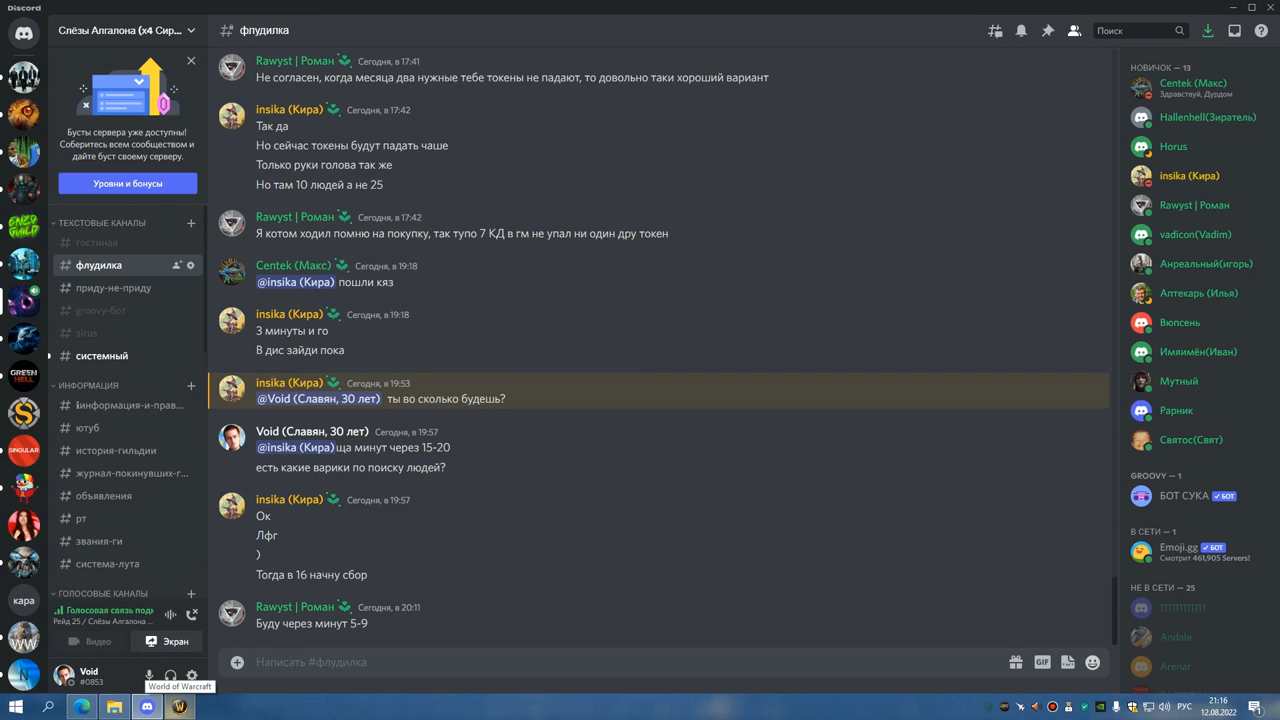 Discord
Слёзы Алгалона (x4 Сир...
флудилка
Поиск
Бусты сервера уже доступны!
Соберитесь всем сообществом и
дайте буст своему серверу.
Уровни и бонусы
ТЕКСТОВЫЕ КАНАЛЫ
гостиная
флудилка
приду-не-приду
groovy-бот
sirus
системный
ИНФОРМАЦИЯ
информация-и-прав...
ютуб
история-гильдии
журнал-покинувших-г...
объявления
рт
звания-ги
система-лута
ГОЛОСОВЫЕ КАНАЛЫ
Голосовая связь подк
Рейд 25 / Слёзы Алгалона ...
Видео
Экран
Void
#0853
World of Warcraft
ENZO GUILD
GREEN HELL
SINGULAR
кара
WW
Rawyst | Роман Сегодня, в 17:41
Не согласен, когда месяца два нужные тебе токены не падают, то довольно таки хороший вариант
insika (Кира) Сегодня, в 17:42
Так да
Но сейчас токены будут падать чаше
Только руки голова так же
Но там 10 людей а не 25
Rawyst | Роман Сегодня, в 17:42
Я котом ходил помню на покупку, так тупо 7 КД в гм не упал ни один дру токен
Centek (Макс) Сегодня, в 19:18
@insika (Кира) пошли кяз
insika (Кира) Сегодня, в 19:18
3 минуты и го
В дис зайди пока
insika (Кира) Сегодня, в 19:53
@Void (Славян, 30 лет) ты во сколько будешь?
Void (Славян, 30 лет) Сегодня, в 19:57
@insika (Кира) ща минут через 15-20
есть какие варики по поиску людей?
insika (Кира) Сегодня, в 19:57
Ок
Лфг
)
Тогда в 16 начну сбор
Rawyst | Роман Сегодня, в 20:11
Буду через минут 5-9
Написать #флудилка
GIF
НОВИЧОК — 13
Centek (Макс)
Здравствуй, Дурдом
Hallenhell(Зиратель)
Horus
insika (Кира)
Rawyst | Роман
vadicon(Vadim)
Анреальный(игорь)
Аптекарь (Илья)
Вюпсень
Имяимён(Иван)
Мутный
Рарник
Святос(Свят)
GROOVY — 1
БОТ СУКА БОТ
В СЕТИ — 1
Emoji.gg БОТ
Смотрит 461,905 Servers!
НЕ В СЕТИ — 25
Andale
Arenar
РУС
21:16
12.08.2022